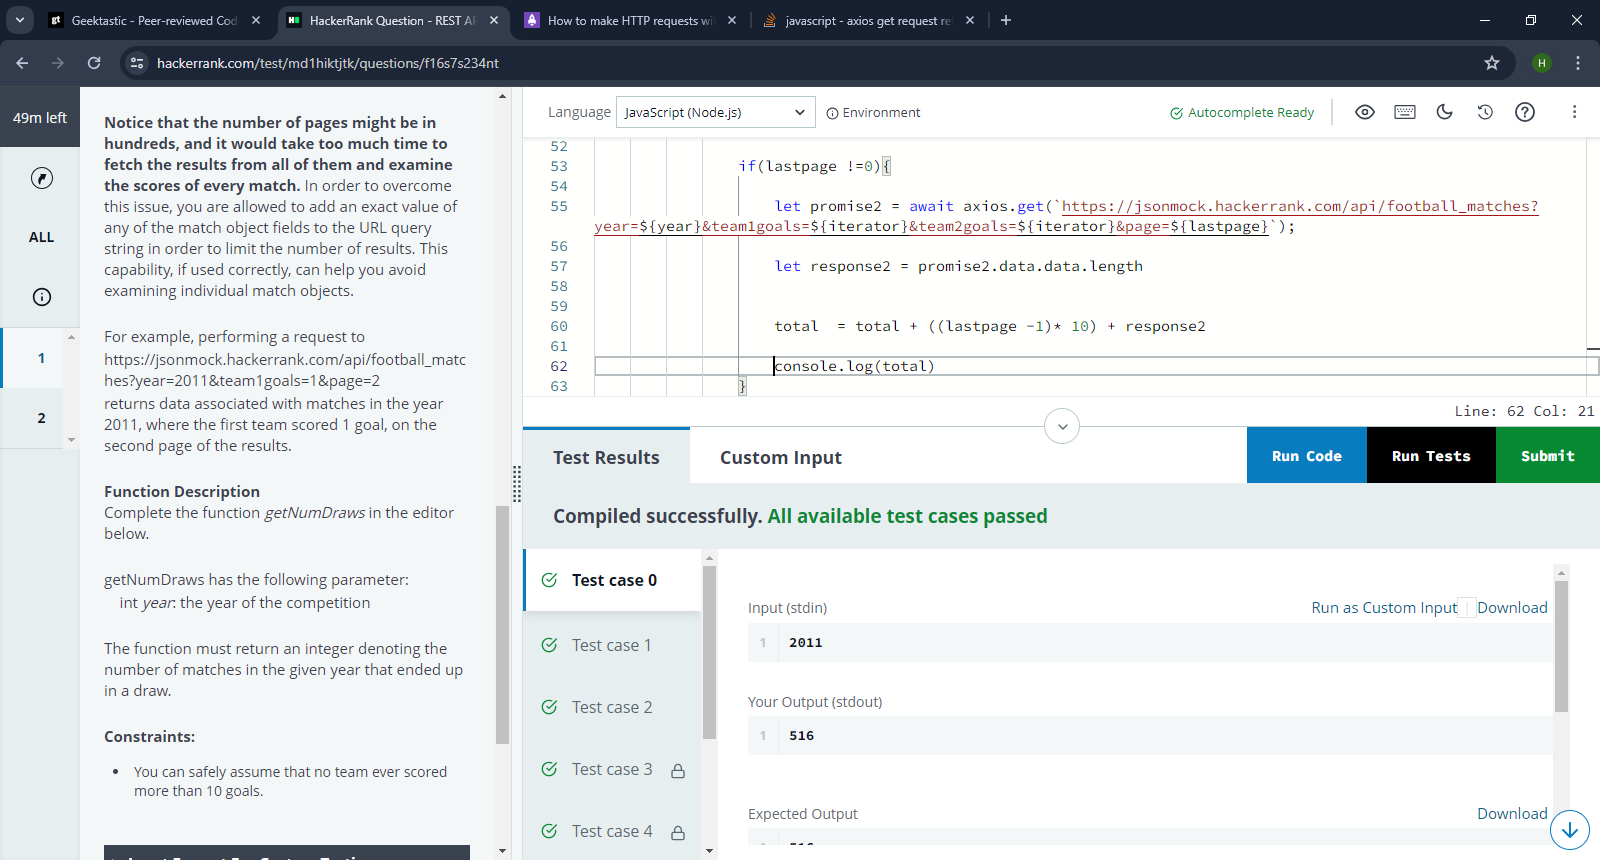 Geektastic - Peer-reviewed Cod
HackerRank Question - REST AP
How to make HTTP requests wi
javascript - axios get request re
hackerrank.com/test/md1hiktjtk/questions/f16s7s234nt
H
49m left
ALL
1
2
Notice that the number of pages might be in
hundreds, and it would take too much time to
fetch the results from all of them and examine
the scores of every match. In order to overcome
this issue, you are allowed to add an exact value of
any of the match object fields to the URL query
string in order to limit the number of results. This
capability, if used correctly, can help you avoid
examining individual match objects.
For example, performing a request to
https://jsonmock.hackerrank.com/api/football_matc
hes?year=2011&team1goals=1&page=2
returns data associated with matches in the year
2011, where the first team scored 1 goal, on the
second page of the results.
Function Description
Complete the function getNumDraws in the editor
below.
getNumDraws has the following parameter:
int year: the year of the competition
The function must return an integer denoting the
number of matches in the given year that ended up
in a draw.
Constraints:
• You can safely assume that no team ever scored
more than 10 goals.
Language JavaScript (Node.js) Environment Autocomplete Ready
52
53 if(lastpage !=0){
54
55 let promise2 = await axios.get(`https://jsonmock.hackerrank.com/api/football_matches?
year=${year}&team1goals=${iterator}&team2goals=${iterator}&page=${lastpage}`);
56
57 let response2 = promise2.data.data.length
58
59
60 total  = total + ((lastpage -1)* 10) + response2
61
62 console.log(total)
63 }
Line: 62 Col: 21
Test Results
Custom Input
Run Code
Run Tests
Submit
Compiled successfully. All available test cases passed
Test case 0
Test case 1
Test case 2
Test case 3
Test case 4
Input (stdin)
Run as Custom Input Download
1 2011
Your Output (stdout)
1 516
Expected Output
Download